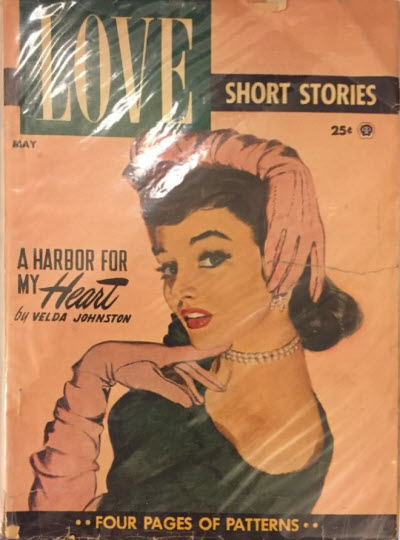 LOVE
SHORT STORIES
25¢
MAY
A HARBOR FOR
MY Heart
by VELDA JOHNSTON
•• FOUR PAGES OF PATTERNS ••